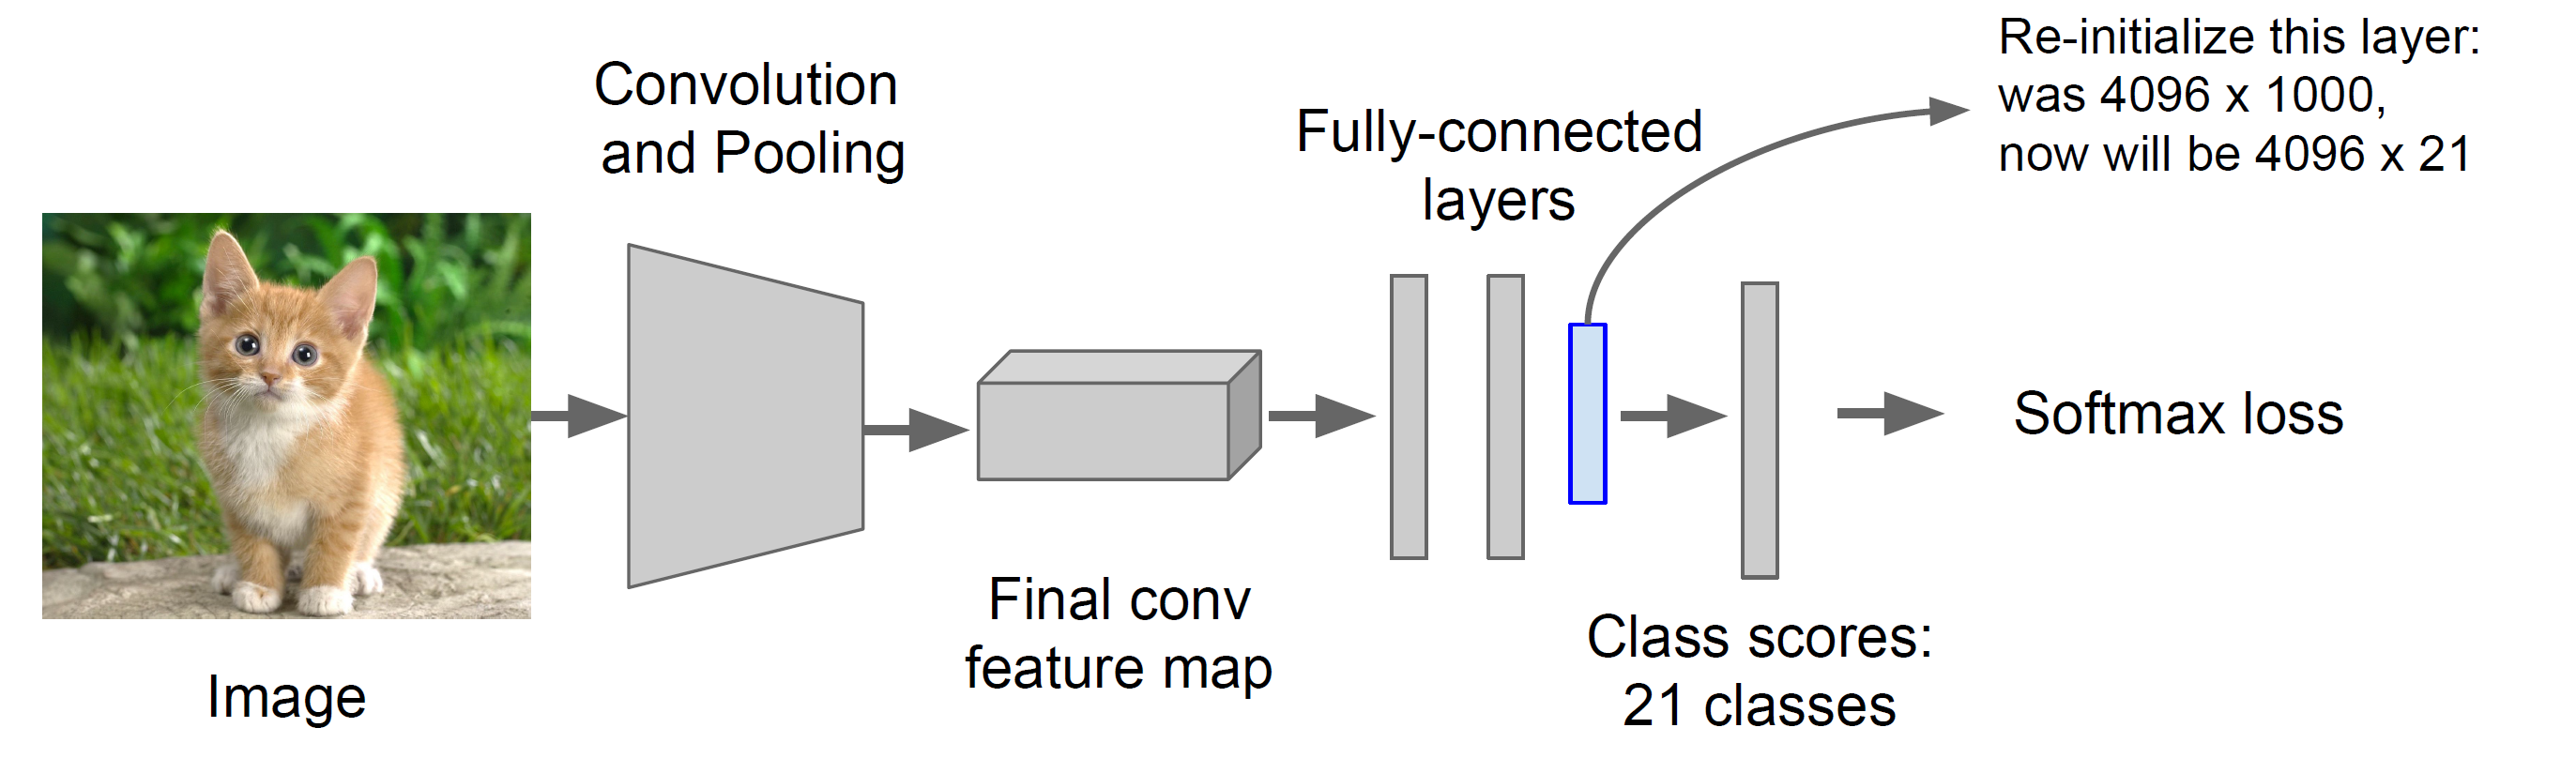 Convolution
and Pooling
Fully-connected
layers
Re-initialize this layer:
was 4096 x 1000,
now will be 4096 x 21
Softmax loss
Final conv
feature map
Class scores:
21 classes
Image